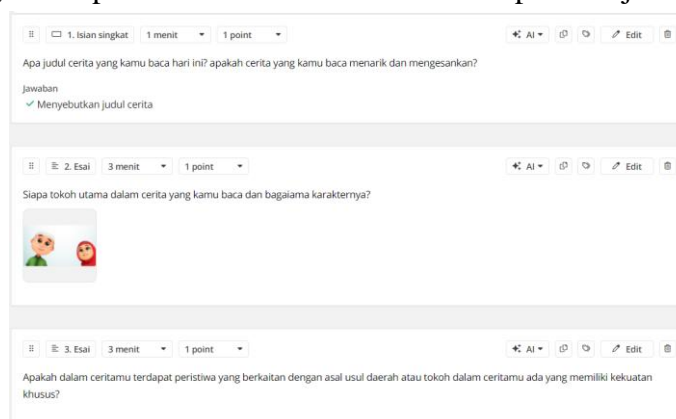 1. Isian singkat 1 menit 1 point AI Edit
Apa judul cerita yang kamu baca hari ini? apakah cerita yang kamu baca menarik dan mengesankan?
Jawaban
Menyebutkan judul cerita
2. Esai 3 menit 1 point AI Edit
Siapa tokoh utama dalam cerita yang kamu baca dan bagaiama karakternya?
3. Esai 3 menit 1 point AI Edit
Apakah dalam ceritamu terdapat peristiwa yang berkaitan dengan asal usul daerah atau tokoh dalam ceritamu ada yang memiliki kekuatan
khusus?